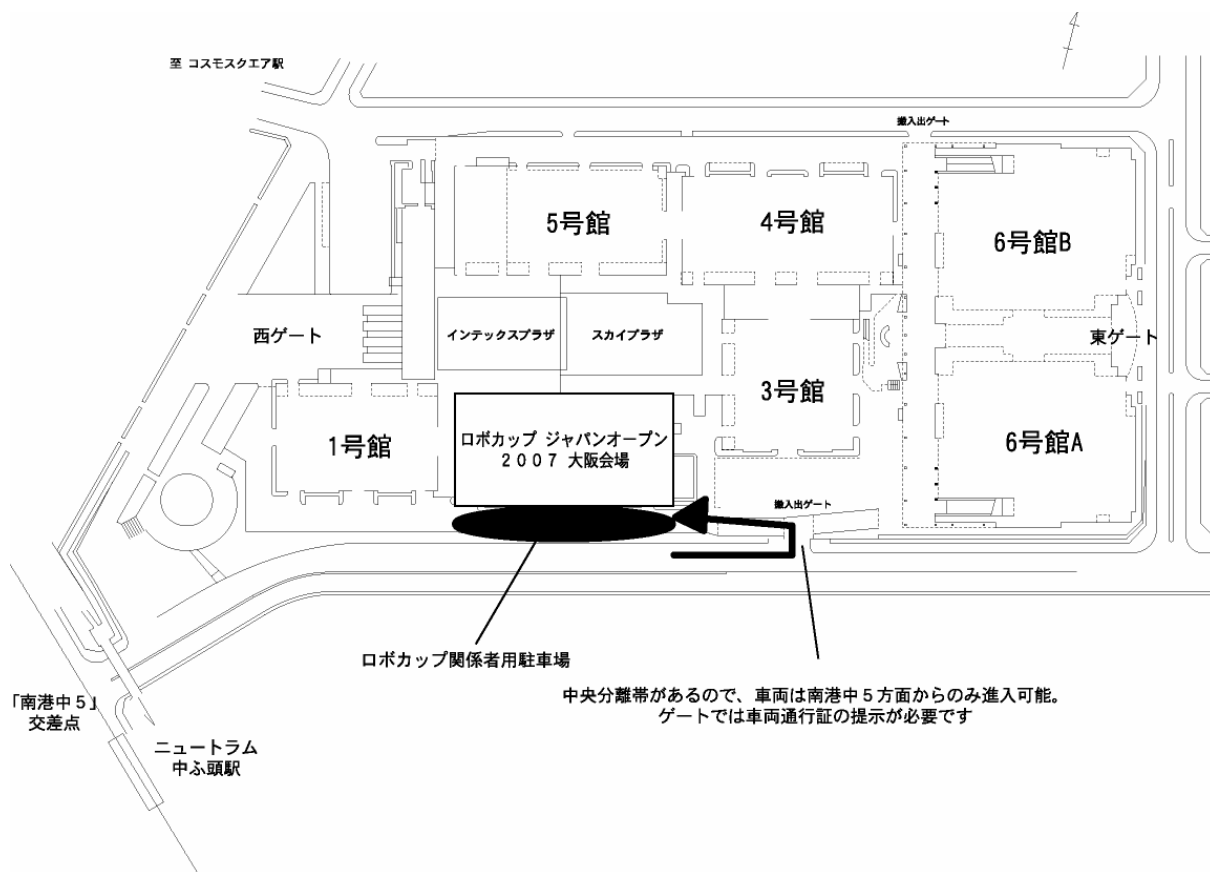 至 コスモスクエア駅
搬入出ゲート
5号館
4号館
6号館B
西ゲート
インテックスプラザ
スカイプラザ
東ゲート
3号館
1号館
ロボカップ ジャパンオープン
２００７ 大阪会場
6号館A
搬入出ゲート
ロボカップ関係者用駐車場
中央分離帯があるので、車両は南港中５方面からのみ進入可能。
ゲートでは車両通行証の提示が必要です
「南港中５」
交差点
ニュートラム
中ふ頭駅